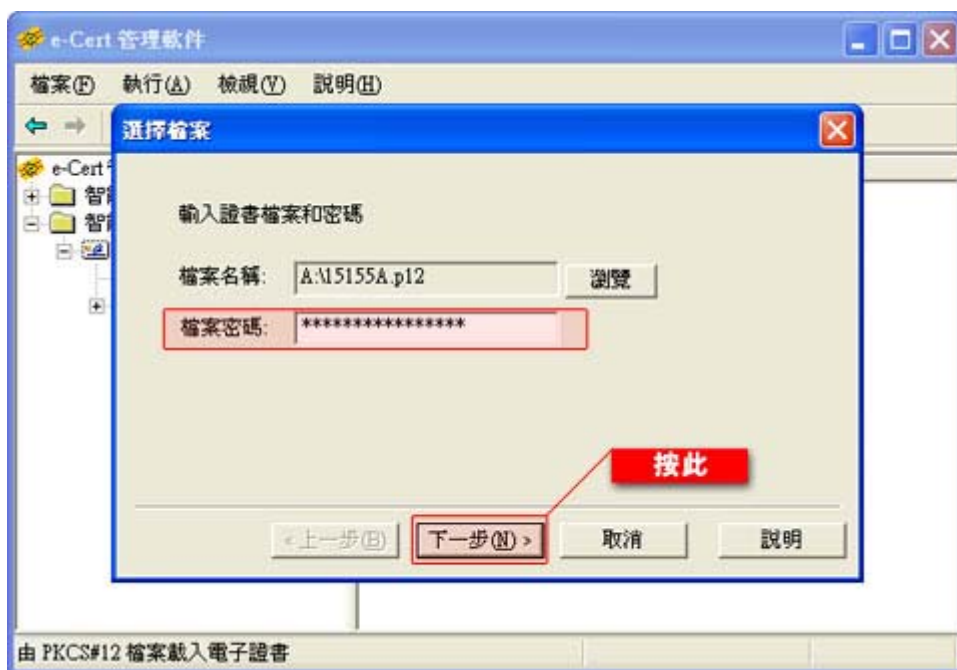 e-Cert 管理軟件
檔案(F) 執行(A) 檢視(V) 說明(H)
選擇檔案
e-Cert
智
智
輸入證書檔案和密碼
檔案名稱: A:\15155A.p12 瀏覽
檔案密碼: ****************
按此
<上一步(B) 下一步(N) > 取消 說明
由 PKCS#12 檔案載入電子證書